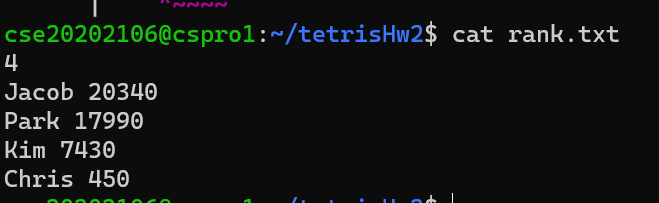 ^~~~~
cse20202106@cspro1:~/tetrisHw2$ cat rank.txt
4
Jacob 20340
Park 17990
Kim 7430
Chris 450